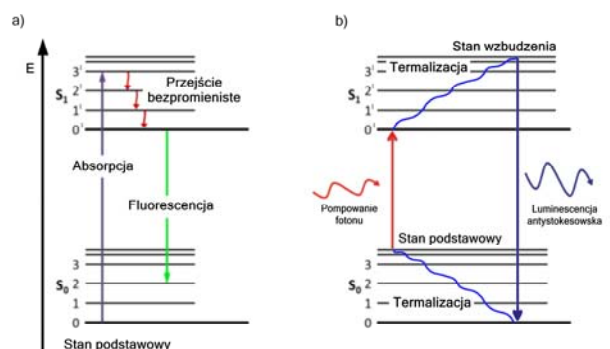 a)
E
S₁
3'
2'
1'
0'
Przejście
bezpromieniste
Absorpcja
Fluorescencja
S₀
3
2
1
0
Stan podstawowy
b)
Stan wzbudzenia
Termalizacja
S₁
3'
2'
1'
0'
Pompowanie
fotonu
Luminescencja
antystokesowska
Stan podstawowy
S₀
3
2
1
0
Termalizacja